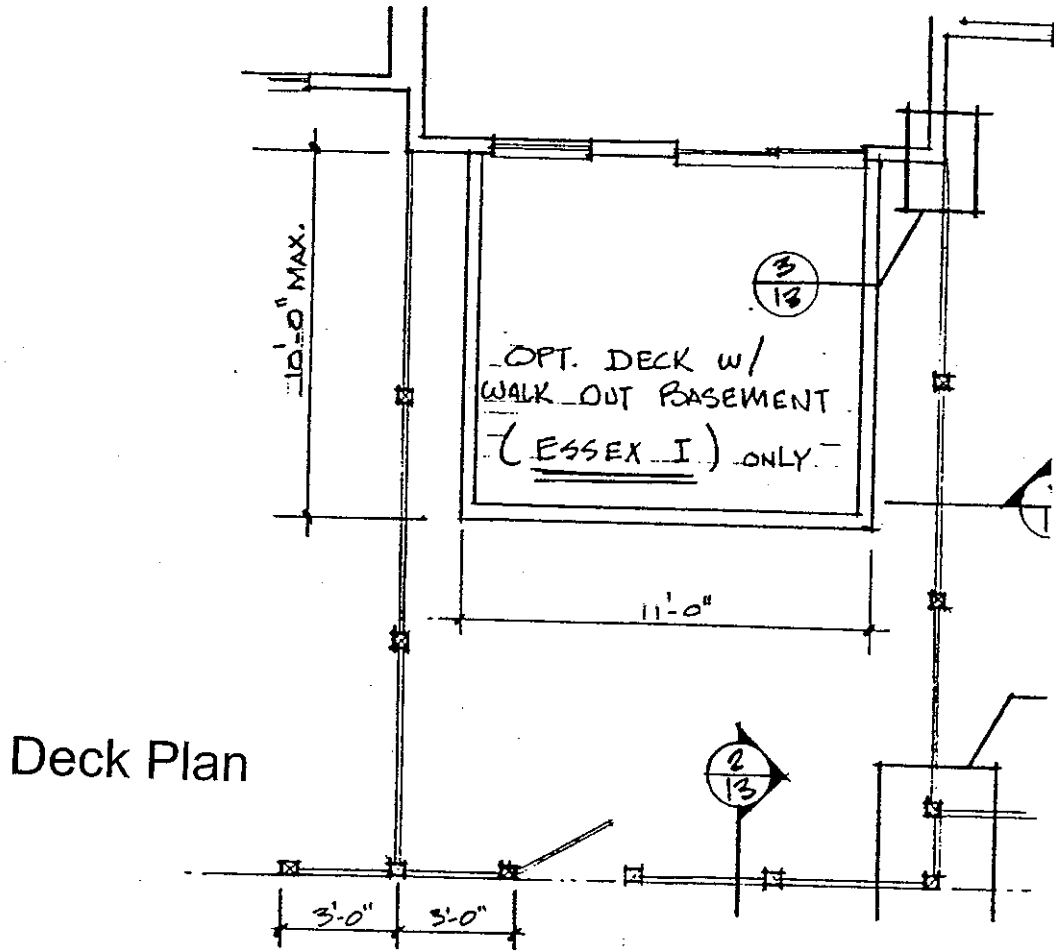 10'-0" MAX.
3
13
OPT. DECK W/
WALK OUT BASEMENT
(ESSEX I) ONLY
11'-0"
Deck Plan
2
13
3'-0" 3'-0"